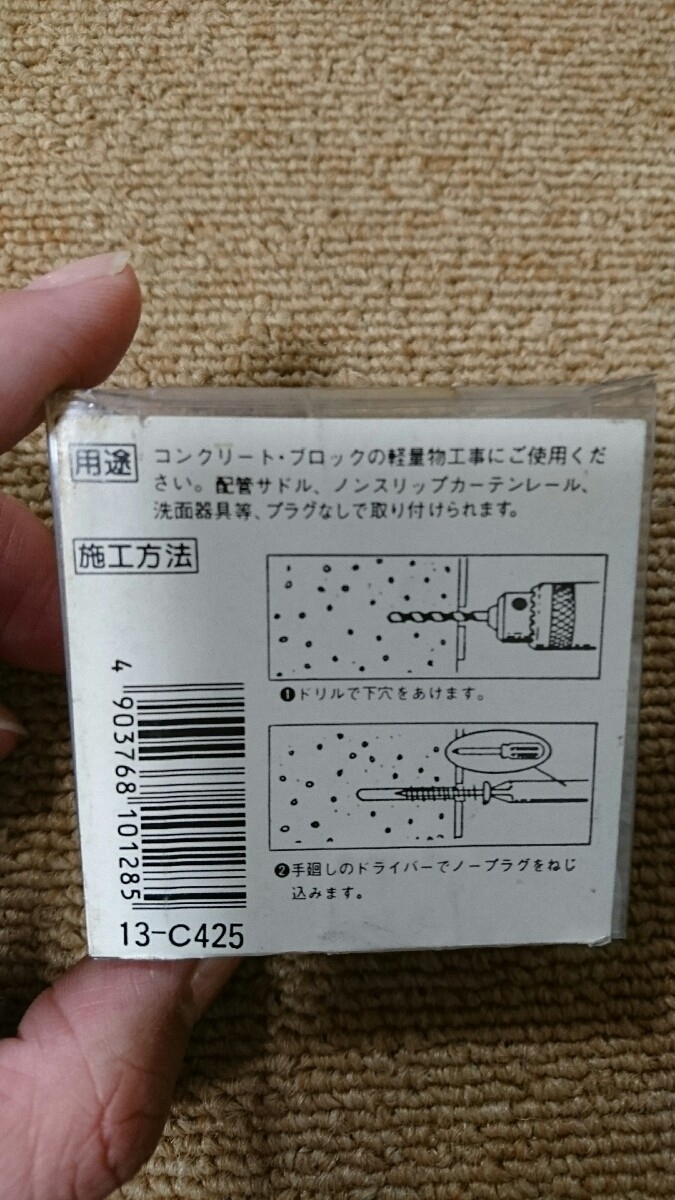 用途
コンクリート・ブロックの軽量物工事にご使用くだ
さい。配管サドル、ノンスリップカーテンレール、
洗面器具等、プラグなしで取り付けられます。
施工方法
❶ドリルで下穴をあけます。
❷手廻しのドライバーでノープラグをねじ
込みます。
4 903768 101285
13-C425